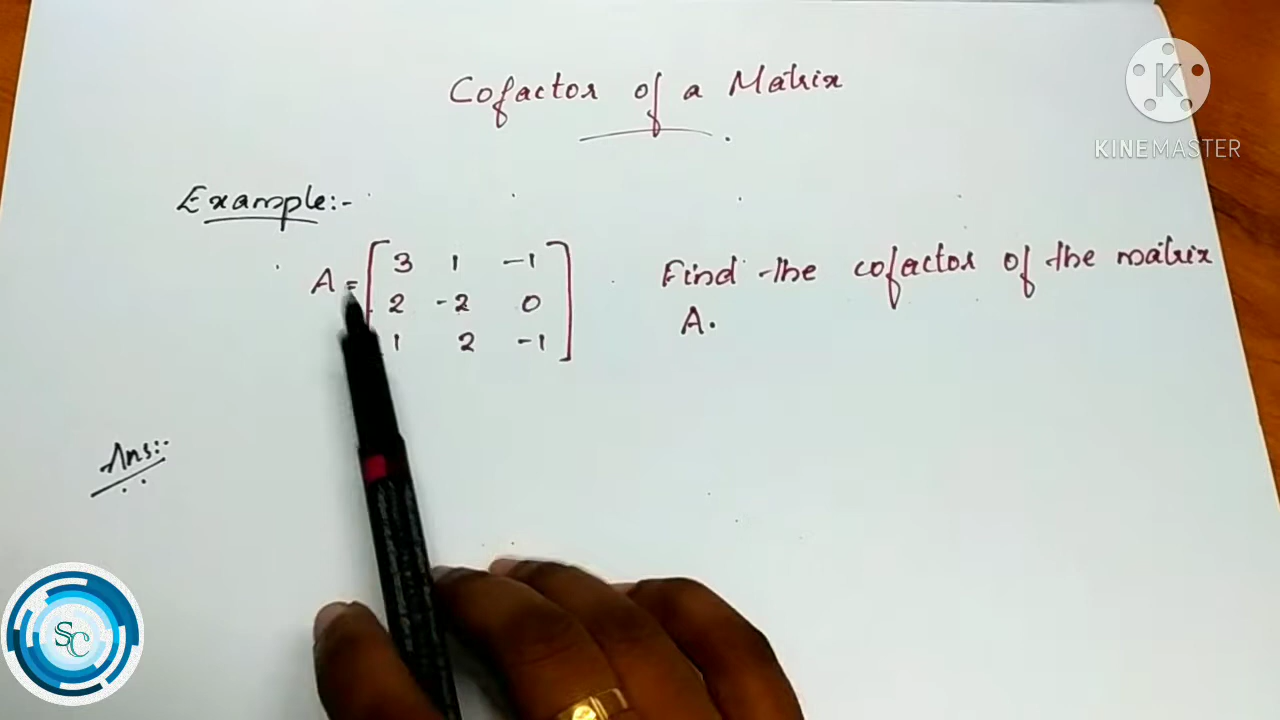 Cofactor of a Matrix
KINEMASTER
Example:-
A = [ 3 1 -1
2 -2 0
1 2 -1 ]
Find the cofactor of the matrix
A.
Ans:-
SC